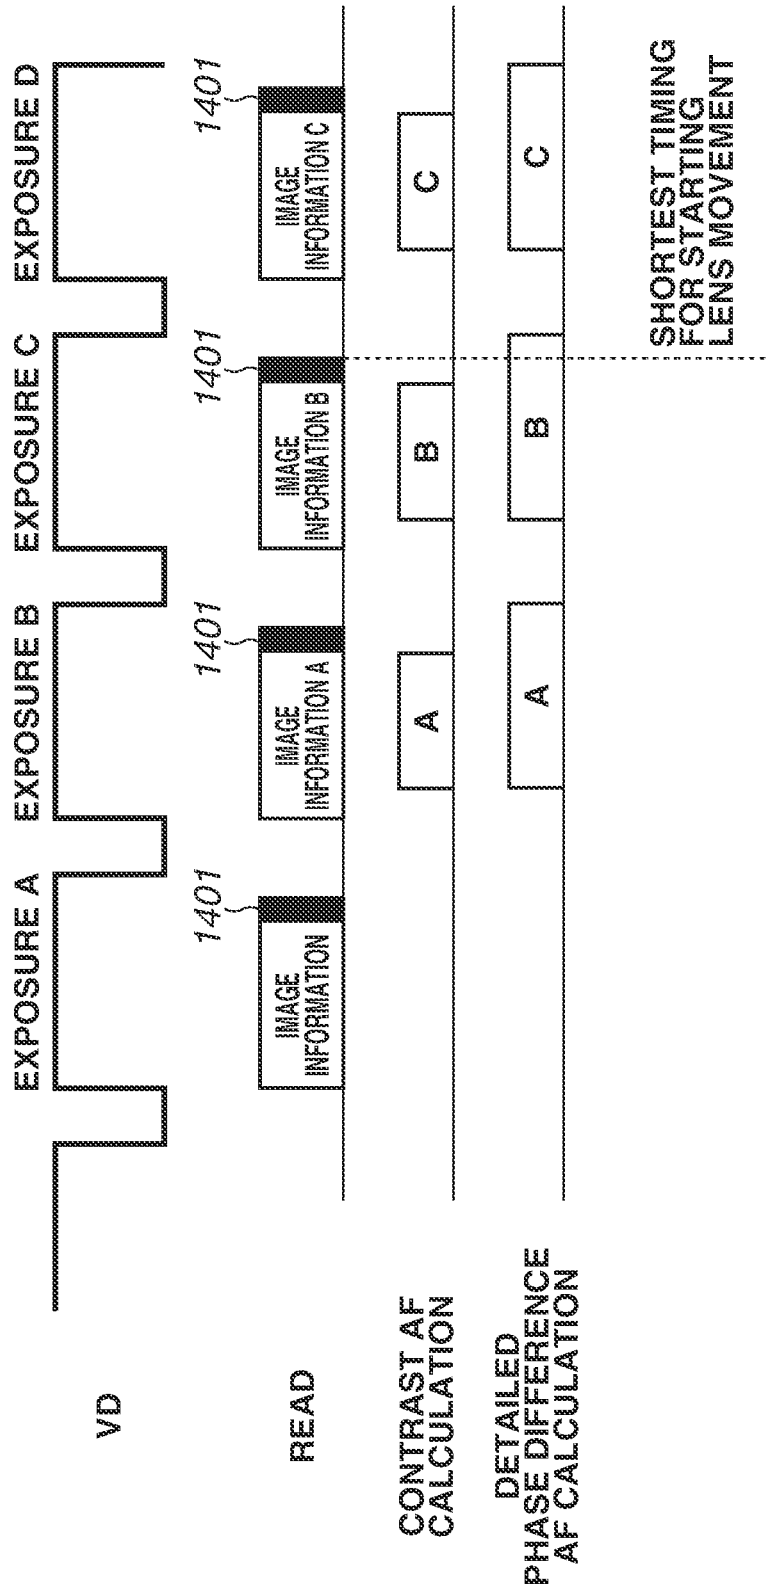 EXPOSURE A
EXPOSURE B
EXPOSURE C
EXPOSURE D
VD
1401
1401
1401
1401
READ
IMAGE
INFORMATION
IMAGE
INFORMATION A
IMAGE
INFORMATION B
IMAGE
INFORMATION C
CONTRAST AF
CALCULATION
A
B
C
DETAILED
PHASE DIFFERENCE
AF CALCULATION
A
B
C
SHORTEST TIMING
FOR STARTING
LENS MOVEMENT